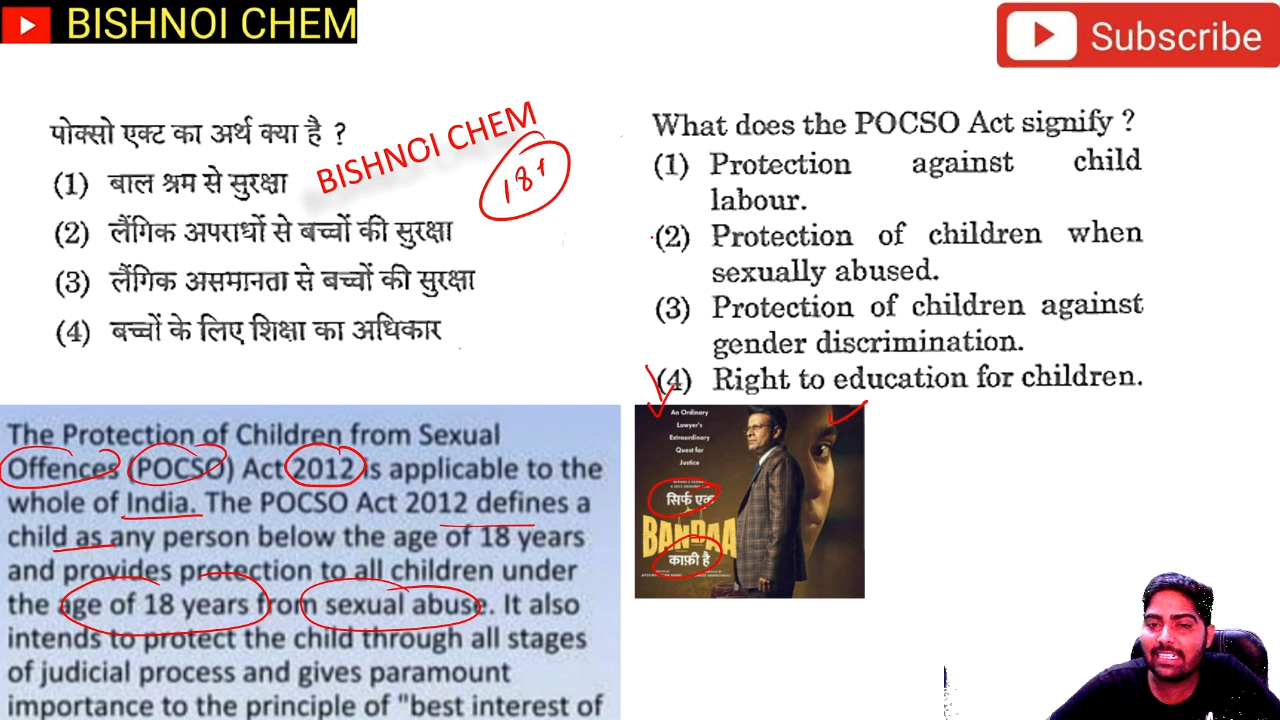 BISHNOI CHEM
Subscribe
पोक्सो एक्ट का अर्थ क्या है ?
(1) बाल श्रम से सुरक्षा
(2) लैंगिक अपराधों से बच्चों की सुरक्षा
(3) लैंगिक असमानता से बच्चों की सुरक्षा
(4) बच्चों के लिए शिक्षा का अधिकार
BISHNOI CHEM
18+
What does the POCSO Act signify ?
(1) Protection against child
labour.
(2) Protection of children when
sexually abused.
(3) Protection of children against
gender discrimination.
(4) Right to education for children.
The Protection of Children from Sexual
Offences (POCSO) Act 2012 is applicable to the
whole of India. The POCSO Act 2012 defines a
child as any person below the age of 18 years
and provides protection to all children under
the age of 18 years from sexual abuse. It also
intends to protect the child through all stages
of judicial process and gives paramount
importance to the principle of "best interest of
An Ordinary
Lawyer's
Extraordinary
Quest for
Justice
सिर्फ एक
BANDAA
काफ़ी है